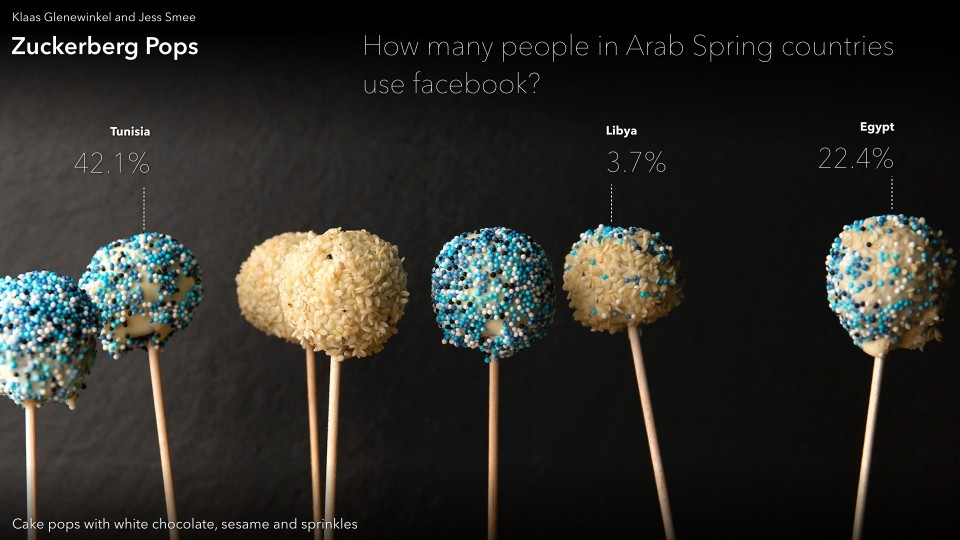 Klaas Glenewinkel and Jess Smee
Zuckerberg Pops
How many people in Arab Spring countries
use facebook?
Tunisia
42.1%
Libya
3.7%
Egypt
22.4%
Cake pops with white chocolate, sesame and sprinkles